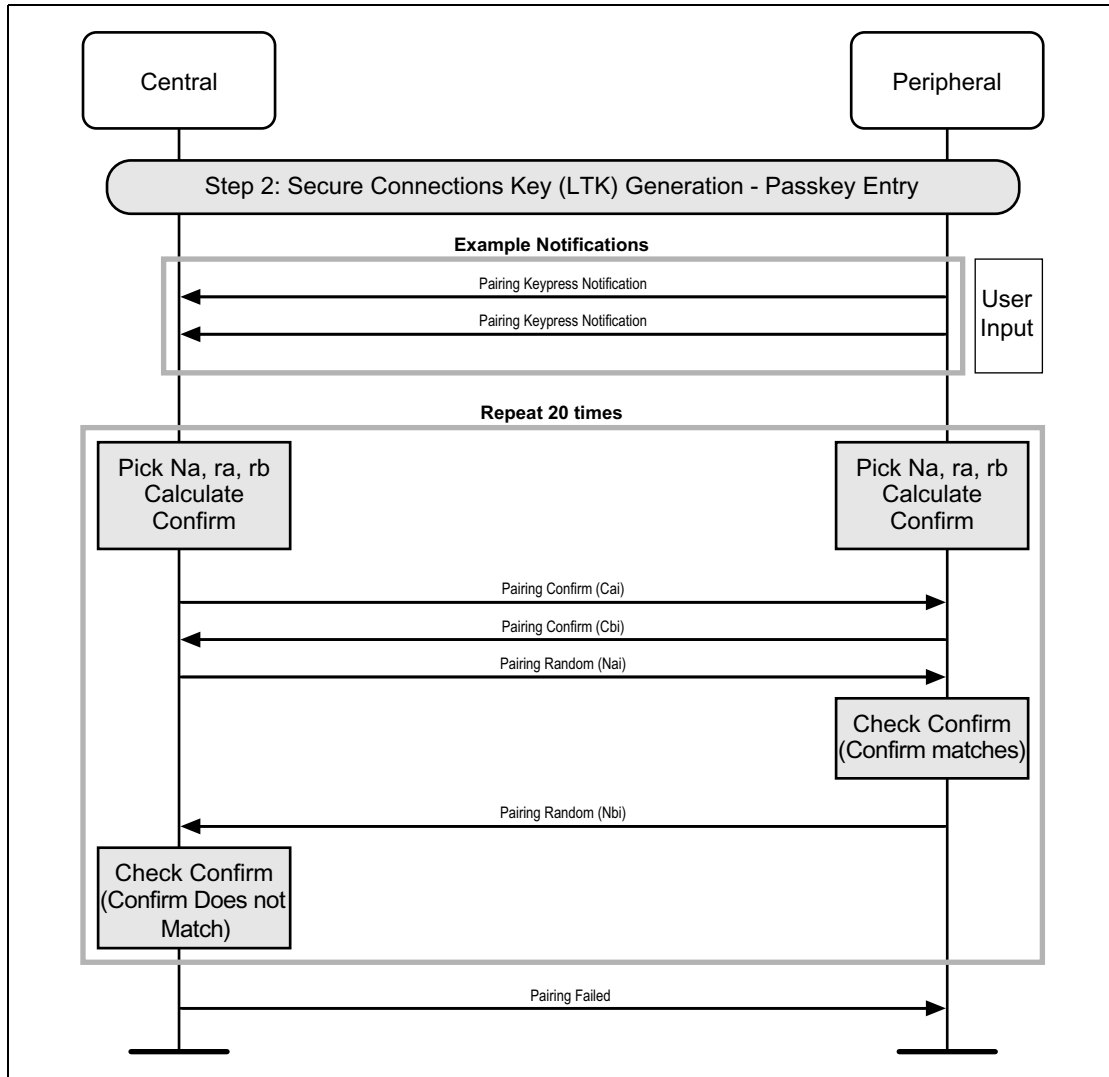 Central
Peripheral
Step 2: Secure Connections Key (LTK) Generation - Passkey Entry
Example Notifications
Pairing Keypress Notification
Pairing Keypress Notification
User
Input
Repeat 20 times
Pick Na, ra, rb
Calculate
Confirm
Pick Na, ra, rb
Calculate
Confirm
Pairing Confirm (Cai)
Pairing Confirm (Cbi)
Pairing Random (Nai)
Check Confirm
(Confirm matches)
Pairing Random (Nbi)
Check Confirm
(Confirm Does not
Match)
Pairing Failed